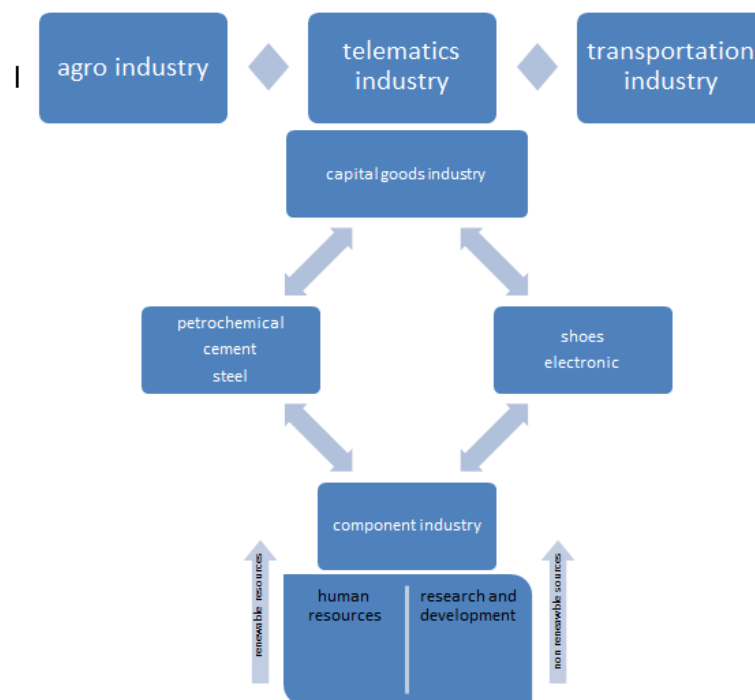 agro industry
telematics
industry
transportation
industry
capital goods industry
petrochemical
cement
steel
shoes
electronic
component industry
renewable resources
human
resources
research and
development
non reneawble sources